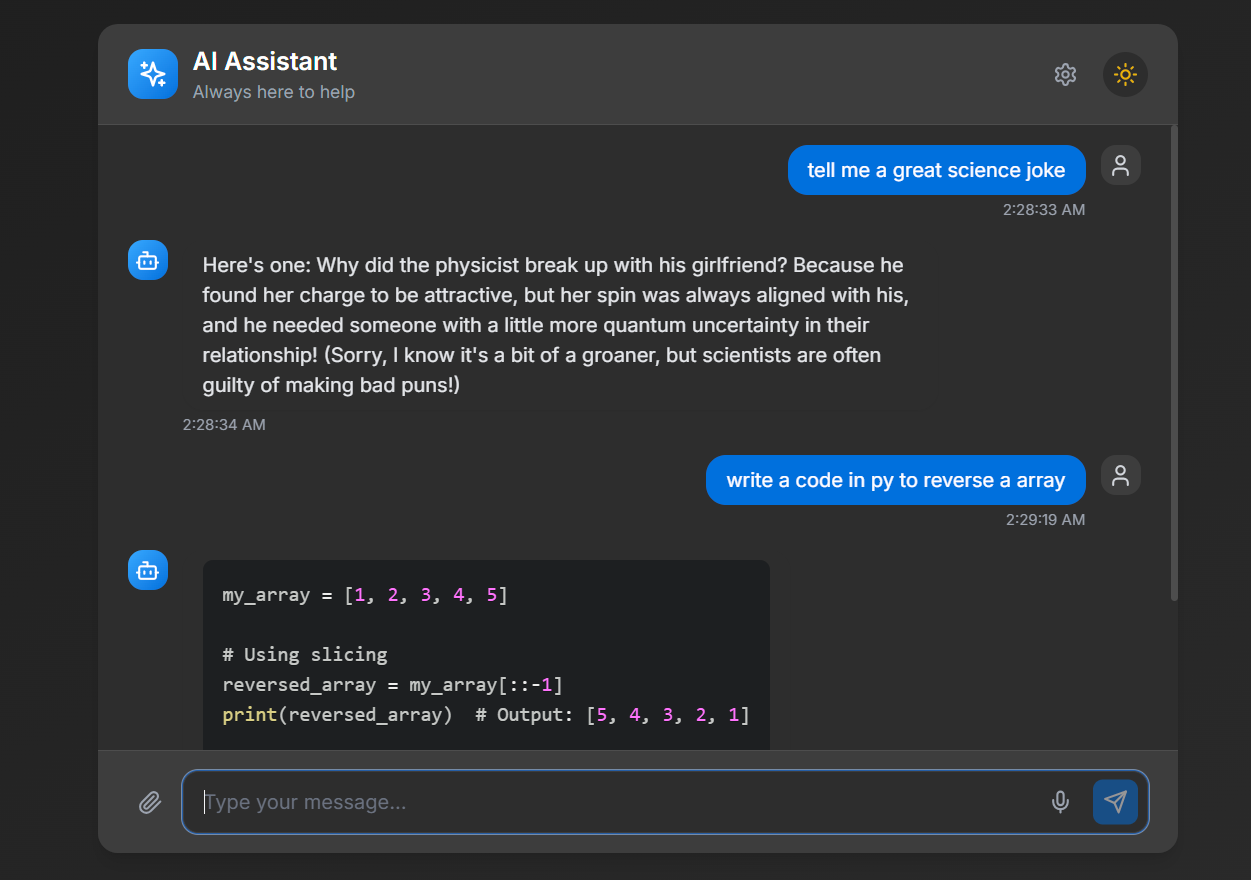 AI Assistant
Always here to help
tell me a great science joke
2:28:33 AM
Here's one: Why did the physicist break up with his girlfriend? Because he
found her charge to be attractive, but her spin was always aligned with his,
and he needed someone with a little more quantum uncertainty in their
relationship! (Sorry, I know it's a bit of a groaner, but scientists are often
guilty of making bad puns!)
2:28:34 AM
write a code in py to reverse a array
2:29:19 AM
my_array = [1, 2, 3, 4, 5]
# Using slicing
reversed_array = my_array[::-1]
print(reversed_array)  # Output: [5, 4, 3, 2, 1]
Type your message...